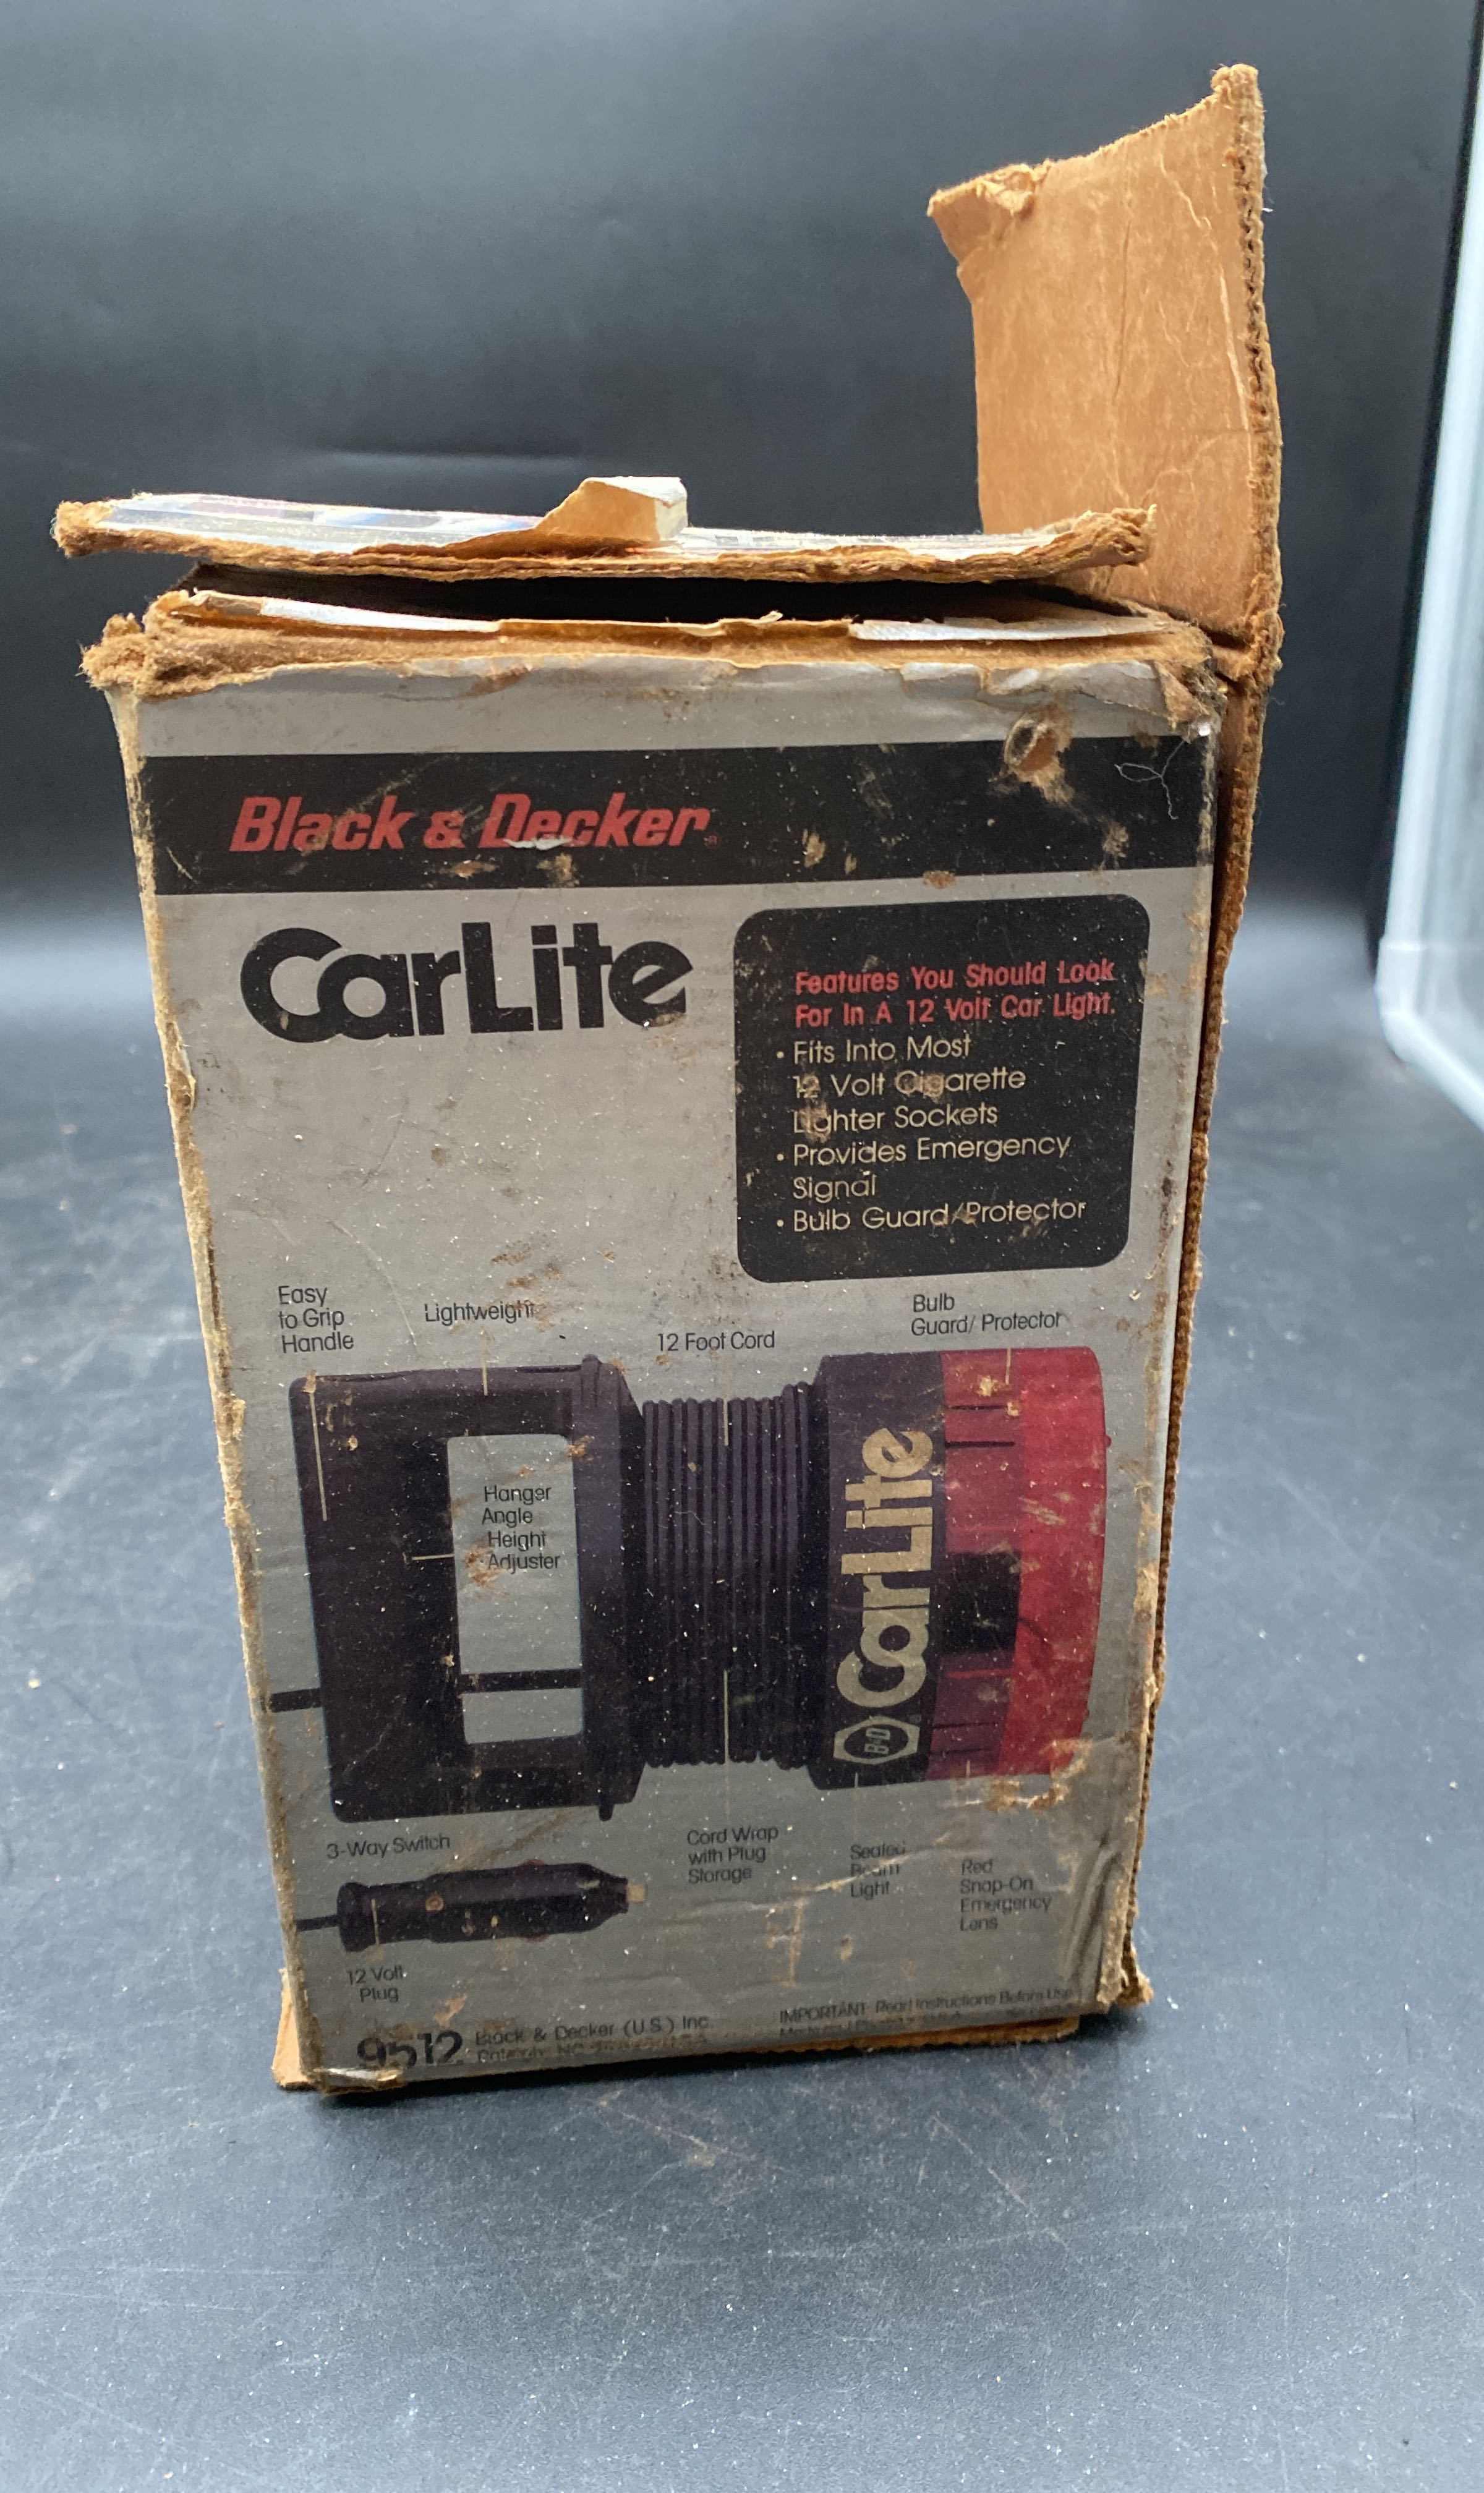 Black & Decker
CarLite
Features You Should Look
For In A 12 Volt Car Light.
• Fits Into Most
12 Volt Cigarette
Lighter Sockets
• Provides Emergency
Signal
• Bulb Guard/Protector
Easy
to Grip
Handle
Lightweight
12 Foot Cord
Bulb
Guard/Protector
Hanger
Angle
Height
Adjuster
B&D CarLite
3-Way Switch
Cord Wrap
with Plug
Storage
Sealed
Beam
Light
Red
Snap-On
Emergency
Lens
12 Volt
Plug
9512
Black & Decker (U.S.) Inc.
IMPORTANT: Read Instructions Before Use